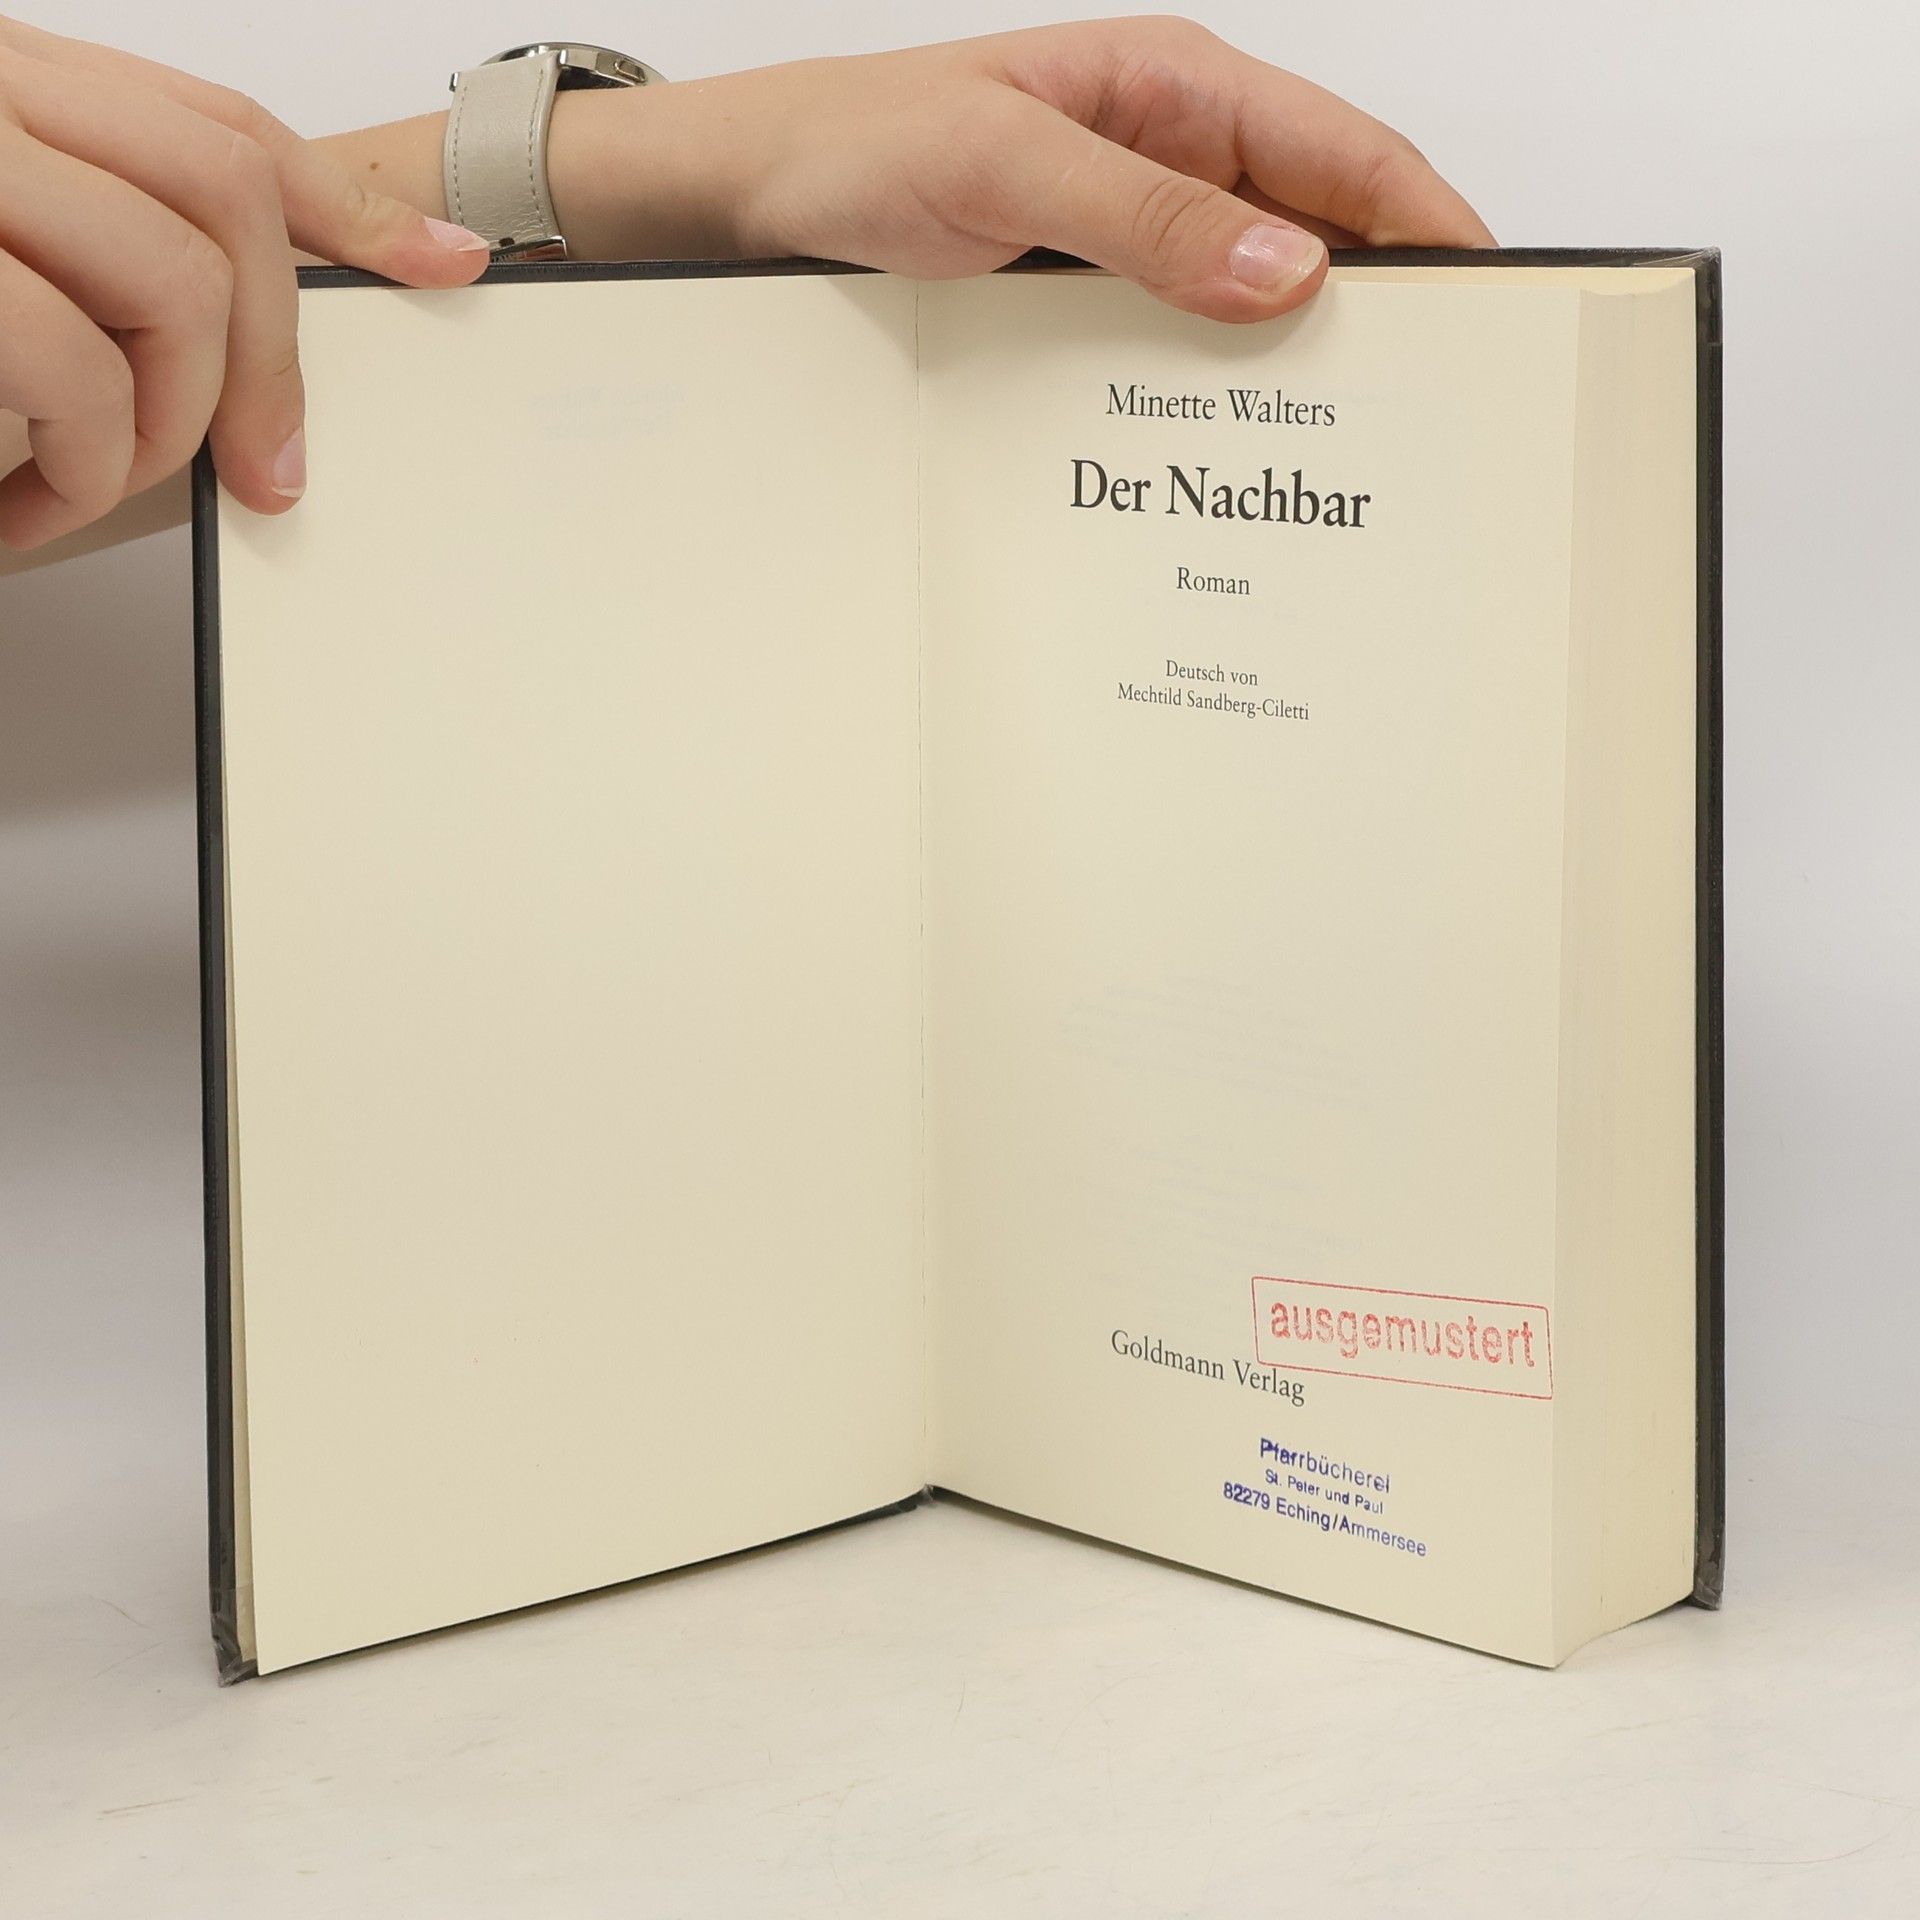 Minette Walters
Der Nachbar
Roman
Deutsch von
Mechtild Sandberg-Ciletti
ausgemustert
Goldmann Verlag
Pfarrbücherei
St. Peter und Paul
82279 Eching/Ammersee